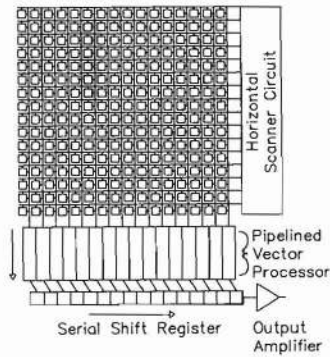 Horizontal
Scanner Circuit
Pipelined
Vector
Processor
Serial Shift Register
Output
Amplifier